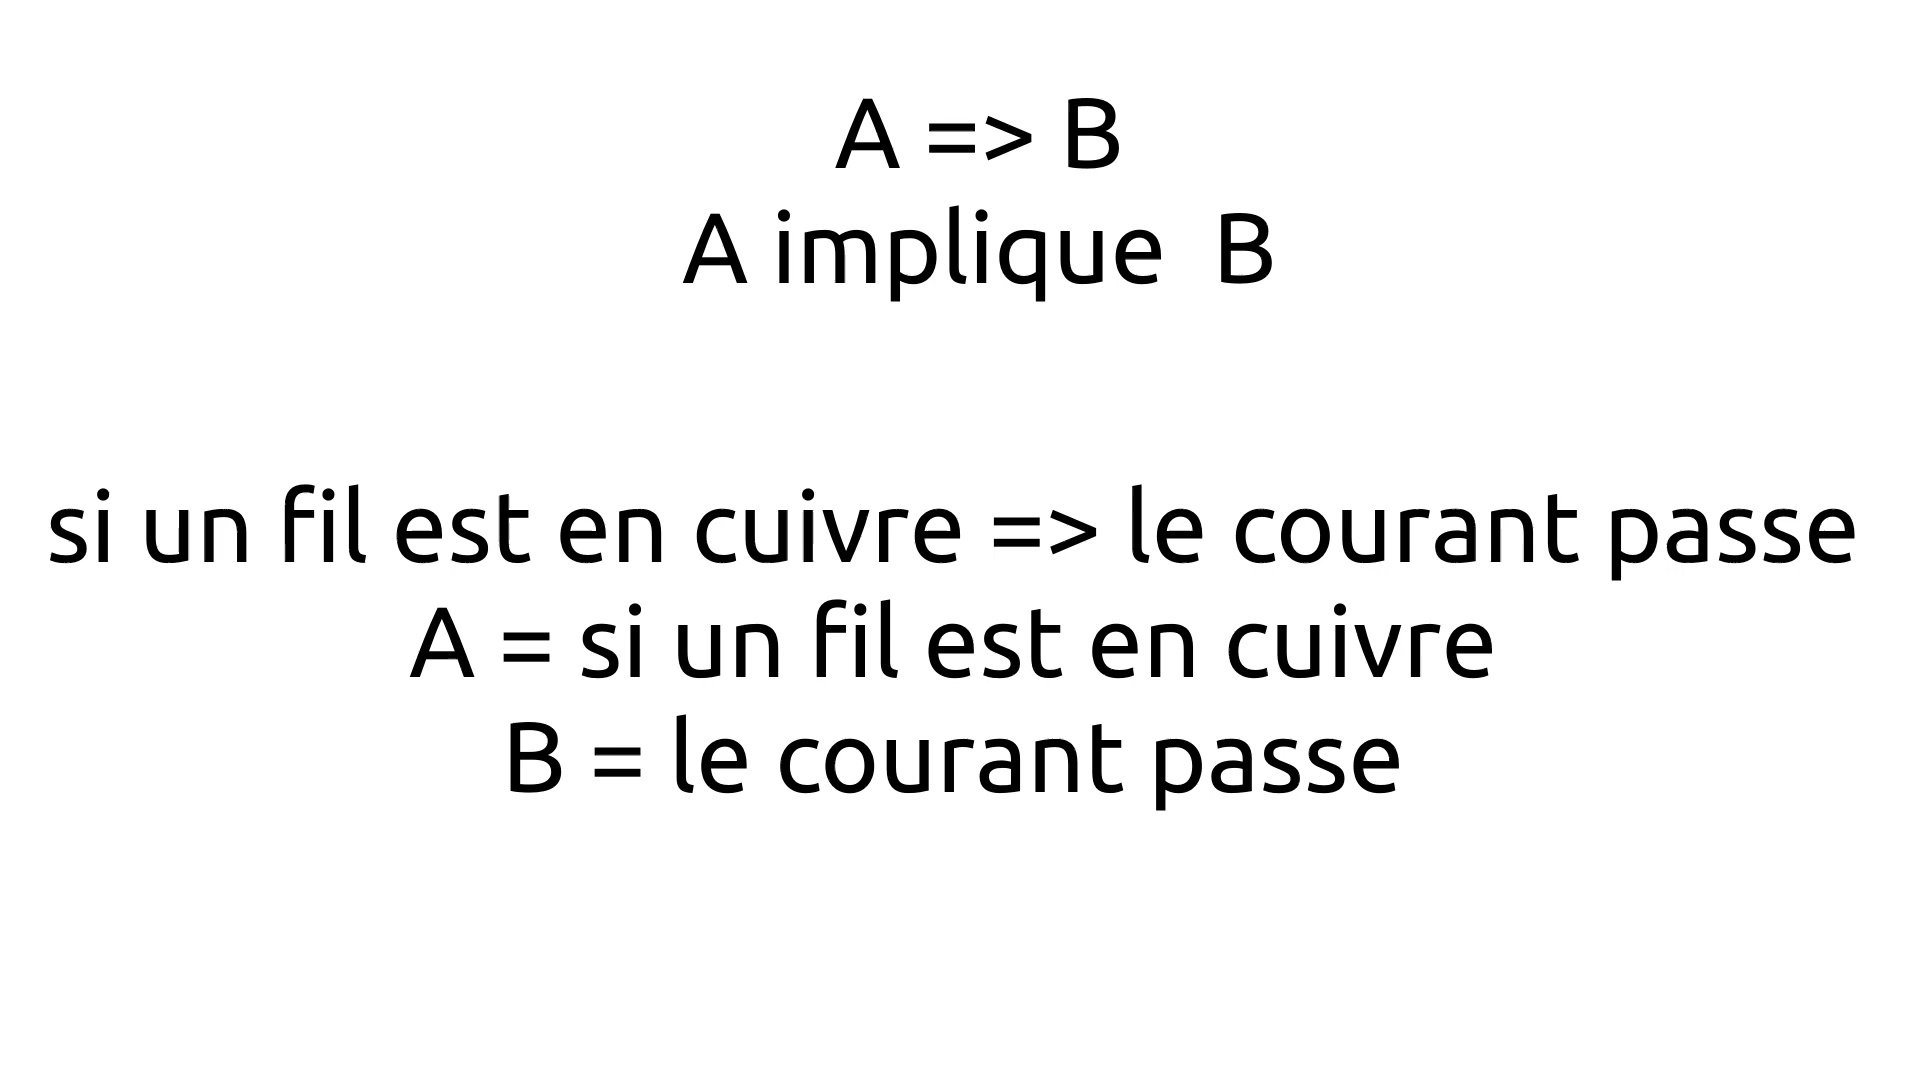 A => B
A implique  B
si un fil est en cuivre => le courant passe
A = si un fil est en cuivre
B = le courant passe